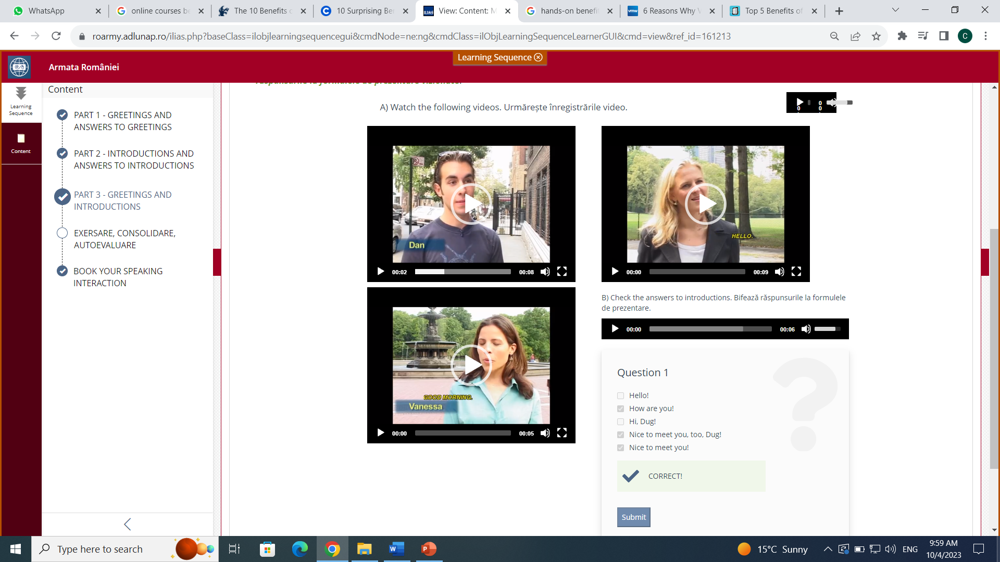 WhatsApp
online courses be
The 10 Benefits o
10 Surprising Ber
View: Content: M
hands-on benefit
6 Reasons Why V
Top 5 Benefits of
roarmy.adlunap.ro/ilias.php?baseClass=ilobjlearningsequencegui&cmdNode=ne:ng&cmdClass=ilObjLearningSequenceLearnerGUI&cmd=view&ref_id=161213
C
Learning Sequence
Armata României
Learning
Sequence
Content
Content
PART 1 - GREETINGS AND
ANSWERS TO GREETINGS
PART 2 - INTRODUCTIONS AND
ANSWERS TO INTRODUCTIONS
PART 3 - GREETINGS AND
INTRODUCTIONS
EXERSARE, CONSOLIDARE,
AUTOEVALUARE
BOOK YOUR SPEAKING
INTERACTION
A) Watch the following videos. Urmărește înregistrările video.
Dan
00:02
00:08
HELLO.
00:00
00:09
GOOD MORNING.
Vanessa
00:00
00:05
B) Check the answers to introductions. Bifează răspunsurile la formulele
de prezentare.
00:00
00:06
Question 1
Hello!
How are you!
Hi, Dug!
Nice to meet you, too, Dug!
Nice to meet you!
CORRECT!
Submit
Type here to search
15°C Sunny
ENG
9:59 AM
10/4/2023